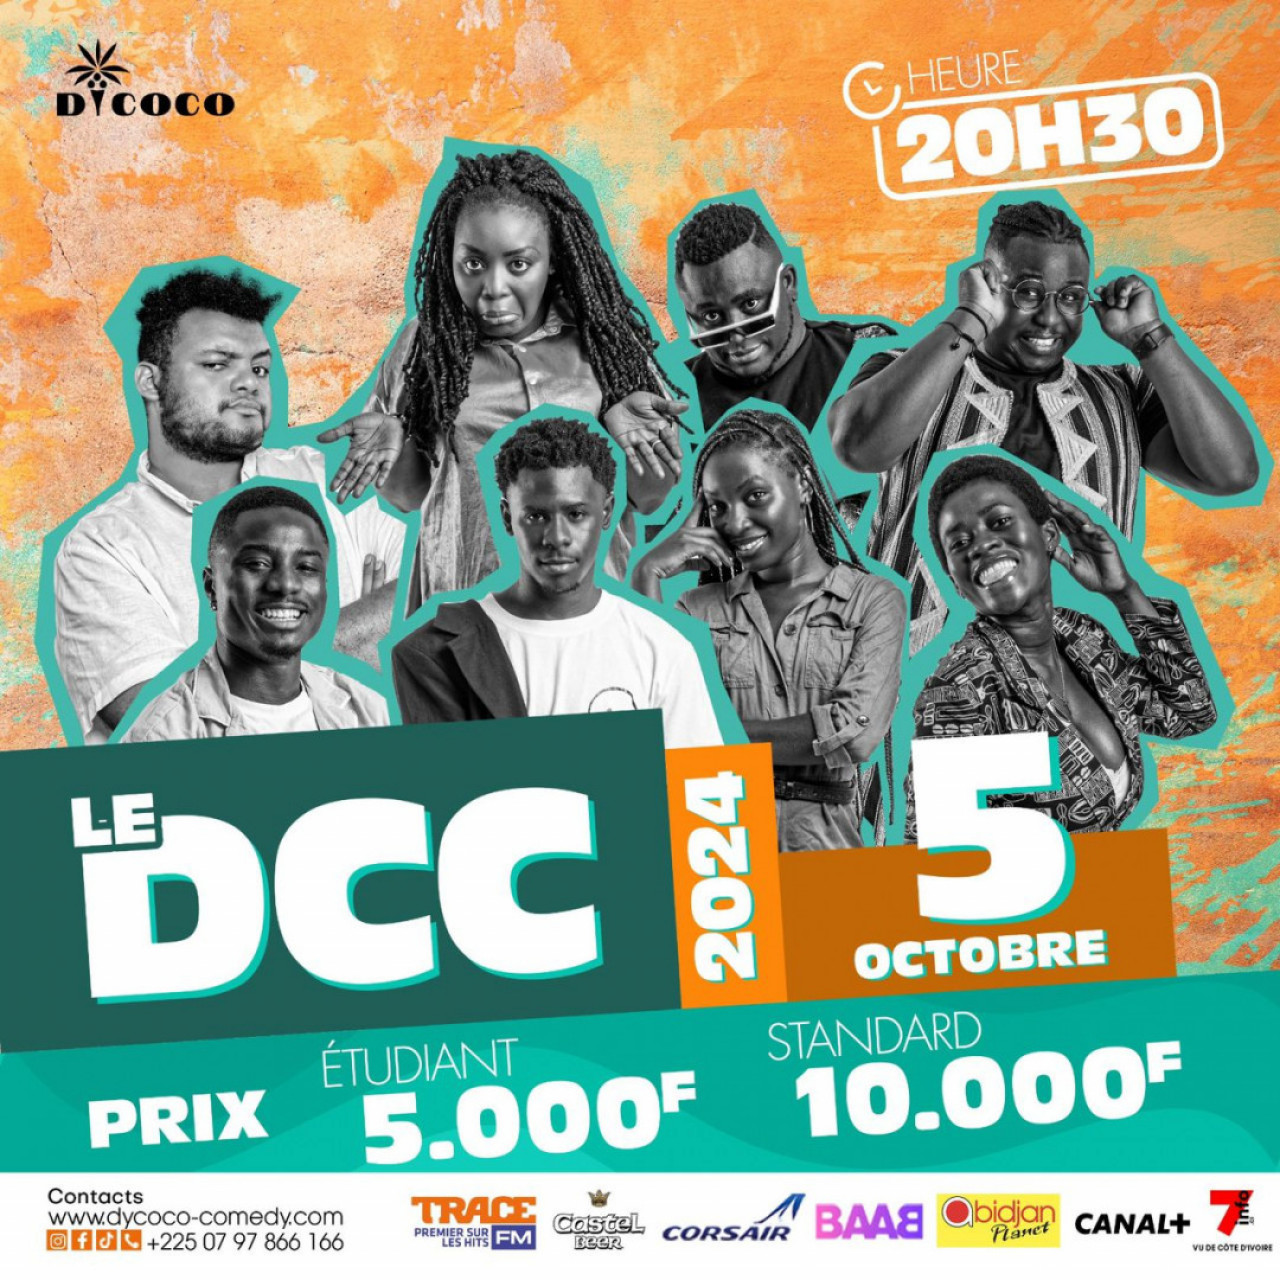 DYCOCO
HEURE
20H30
LE
DCC
2024
5
OCTOBRE
PRIX
ÉTUDIANT
5.000F
STANDARD
10.000F
Contacts
www.dycoco-comedy.com
+225 07 97 866 166
TRACE
PREMIER SUR
LES HITS FM
Castel
BEER
CORSAIR
BAAB
Abidjan
Planet
CANAL+
7info
VU DE CÔTE D'IVOIRE